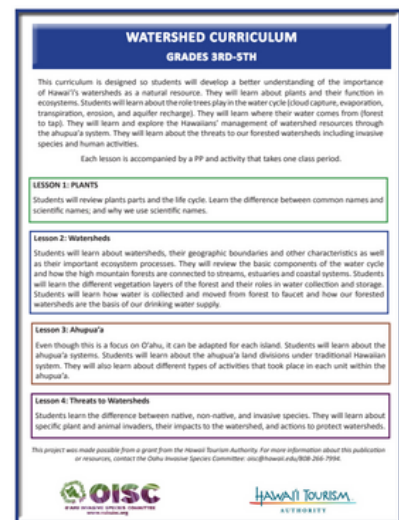 WATERSHED CURRICULUM
GRADES 3RD-5TH
This curriculum is designed so students will develop a better understanding of the importance
of Hawai'i's watersheds as a natural resource. They will learn about plants and their function in
ecosystems. Students will learn about the role trees play in the water cycle (cloud capture, evaporation,
transpiration, erosion, and aquifer recharge). They will learn where their water comes from (forest
to tap). They will learn and explore the Hawaiians' management of watershed resources through
the ahupua'a system. They will learn about the threats to our forested watersheds including invasive
species and human activities.
Each lesson is accompanied by a PP and activity that takes one class period.
LESSON 1: PLANTS
Students will review plants parts and the life cycle. Learn the difference between common names and
scientific names; and why we use scientific names.
Lesson 2: Watersheds
Students will learn about watersheds, their geographic boundaries and other characteristics as well
as their important ecosystem processes. They will review the basic components of the water cycle
and how the high mountain forests are connected to streams, estuaries and coastal systems. Students
will learn the different vegetation layers of the forest and their roles in water collection and storage.
Students will learn how water is collected and moved from forest to faucet and how our forested
watersheds are the basis of our drinking water supply.
Lesson 3: Ahupua'a
Even though this is a focus on O'ahu, it can be adapted for each island. Students will learn about the
ahupua'a systems. Students will learn about the ahupua'a land divisions under traditional Hawaiian
system. They will also learn about different types of activities that took place in each unit within the
ahupua'a.
Lesson 4: Threats to Watersheds
Students learn the difference between native, non-native, and invasive species. They will learn about
specific plant and animal invaders, their impacts to the watershed, and actions to protect watersheds.
This project was made possible from a grant from the Hawaii Tourism Authority. For more information about this publication
or resources, contact the Oahu Invasive Species Committee: oisc@hawaii.edu/808-266-7994.
OISC
OAHU INVASIVE SPECIES COMMITTEE
www.oahuisc.org
HAWAI'I TOURISM
AUTHORITY